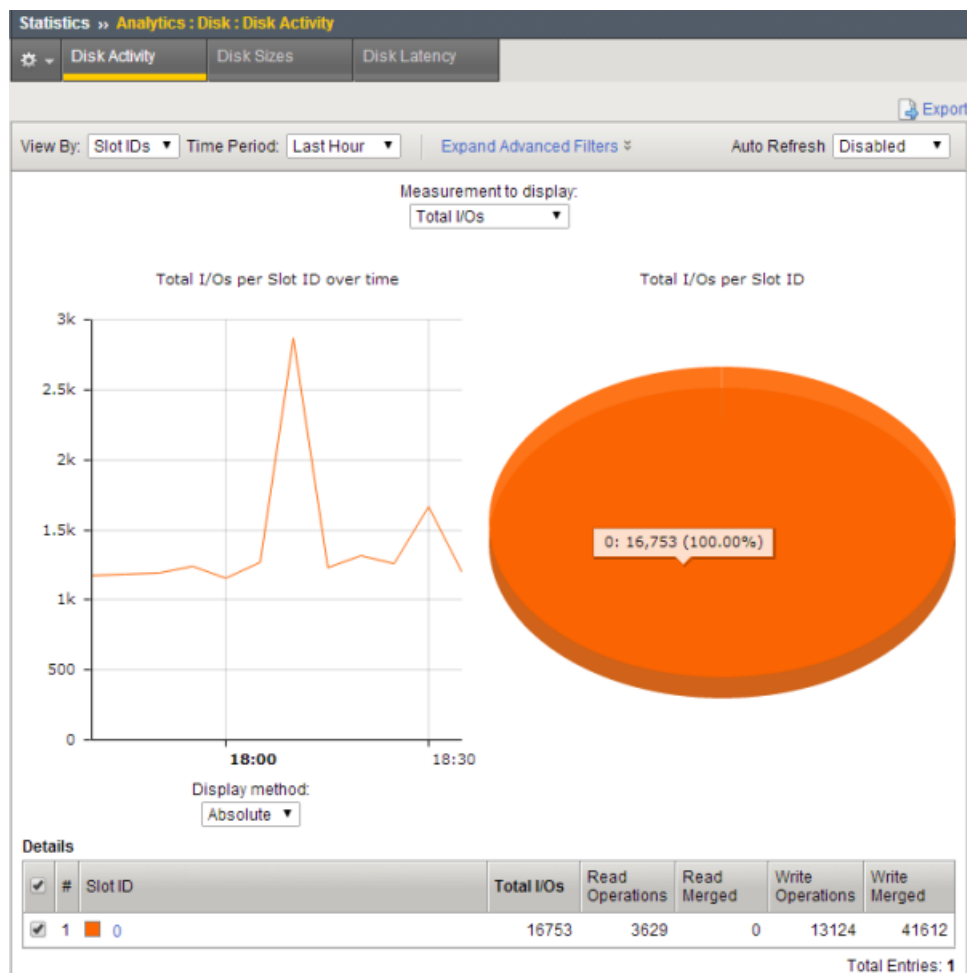 Statistics » Analytics : Disk : Disk Activity
Disk Activity Disk Sizes Disk Latency
Export
View By: Slot IDs Time Period: Last Hour Expand Advanced Filters Auto Refresh Disabled
Measurement to display:
Total I/Os
Total I/Os per Slot ID over time
Total I/Os per Slot ID
3k
2.5k
2k
1.5k
1k
500
0
18:00 18:30
0: 16,753 (100.00%)
Display method:
Absolute
Details
# Slot ID Total I/Os Read Operations Read Merged Write Operations Write Merged
1 0 16753 3629 0 13124 41612
Total Entries: 1